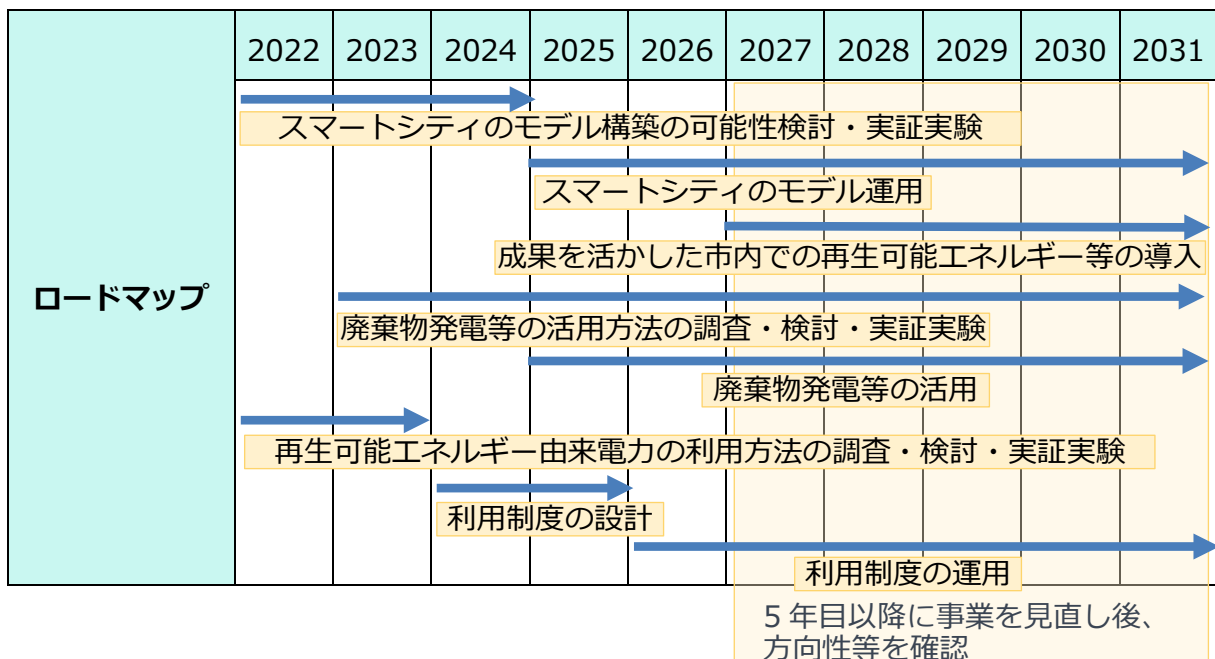 2022 2023 2024 2025 2026 2027 2028 2029 2030 2031
スマートシティのモデル構築の可能性検討・実証実験
スマートシティのモデル運用
成果を活かした市内での再生可能エネルギー等の導入
ロードマップ
廃棄物発電等の活用方法の調査・検討・実証実験
廃棄物発電等の活用
再生可能エネルギー由来電力の利用方法の調査・検討・実証実験
利用制度の設計
利用制度の運用
5年目以降に事業を見直し後、
方向性等を確認